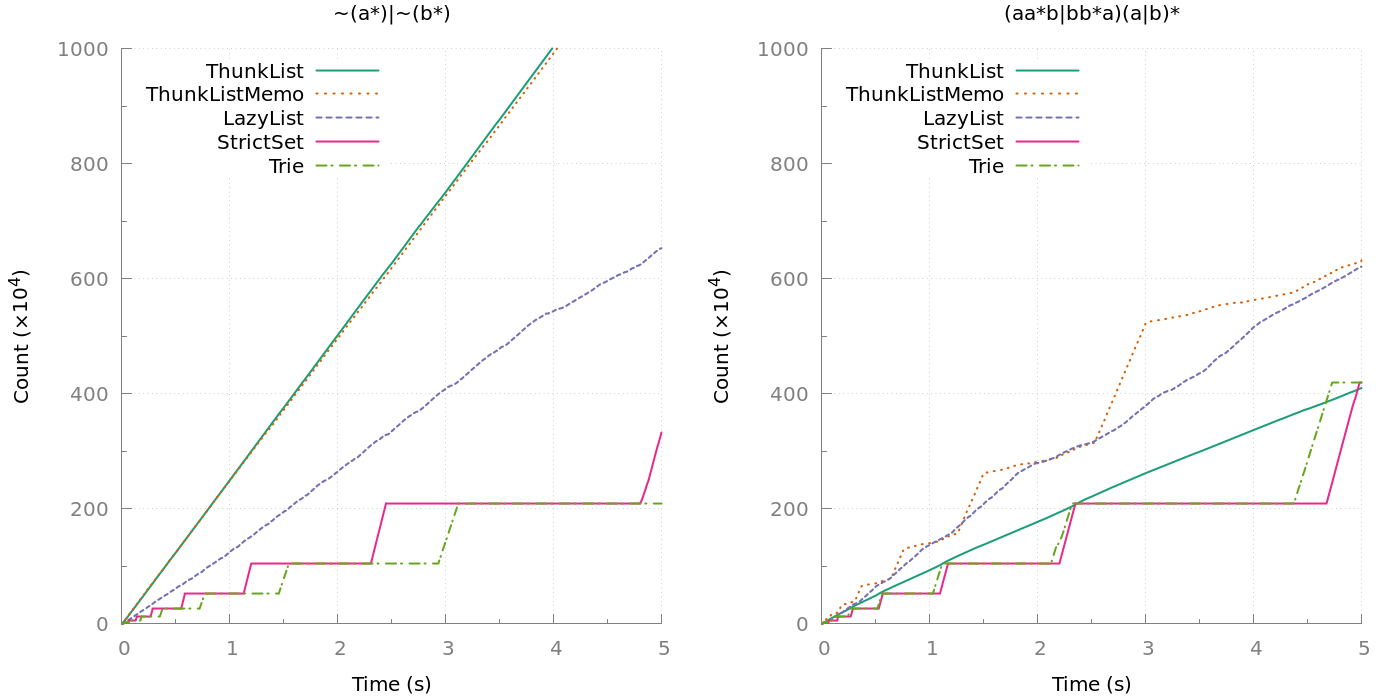 ~(a*)|~(b*)
1000
800
600
400
200
0
0 1 2 3 4 5
Count (×10⁴)
Time (s)
ThunkList
ThunkListMemo
LazyList
StrictSet
Trie
(aa*b|bb*a)(a|b)*
1000
800
600
400
200
0
0 1 2 3 4 5
Count (×10⁴)
Time (s)
ThunkList
ThunkListMemo
LazyList
StrictSet
Trie